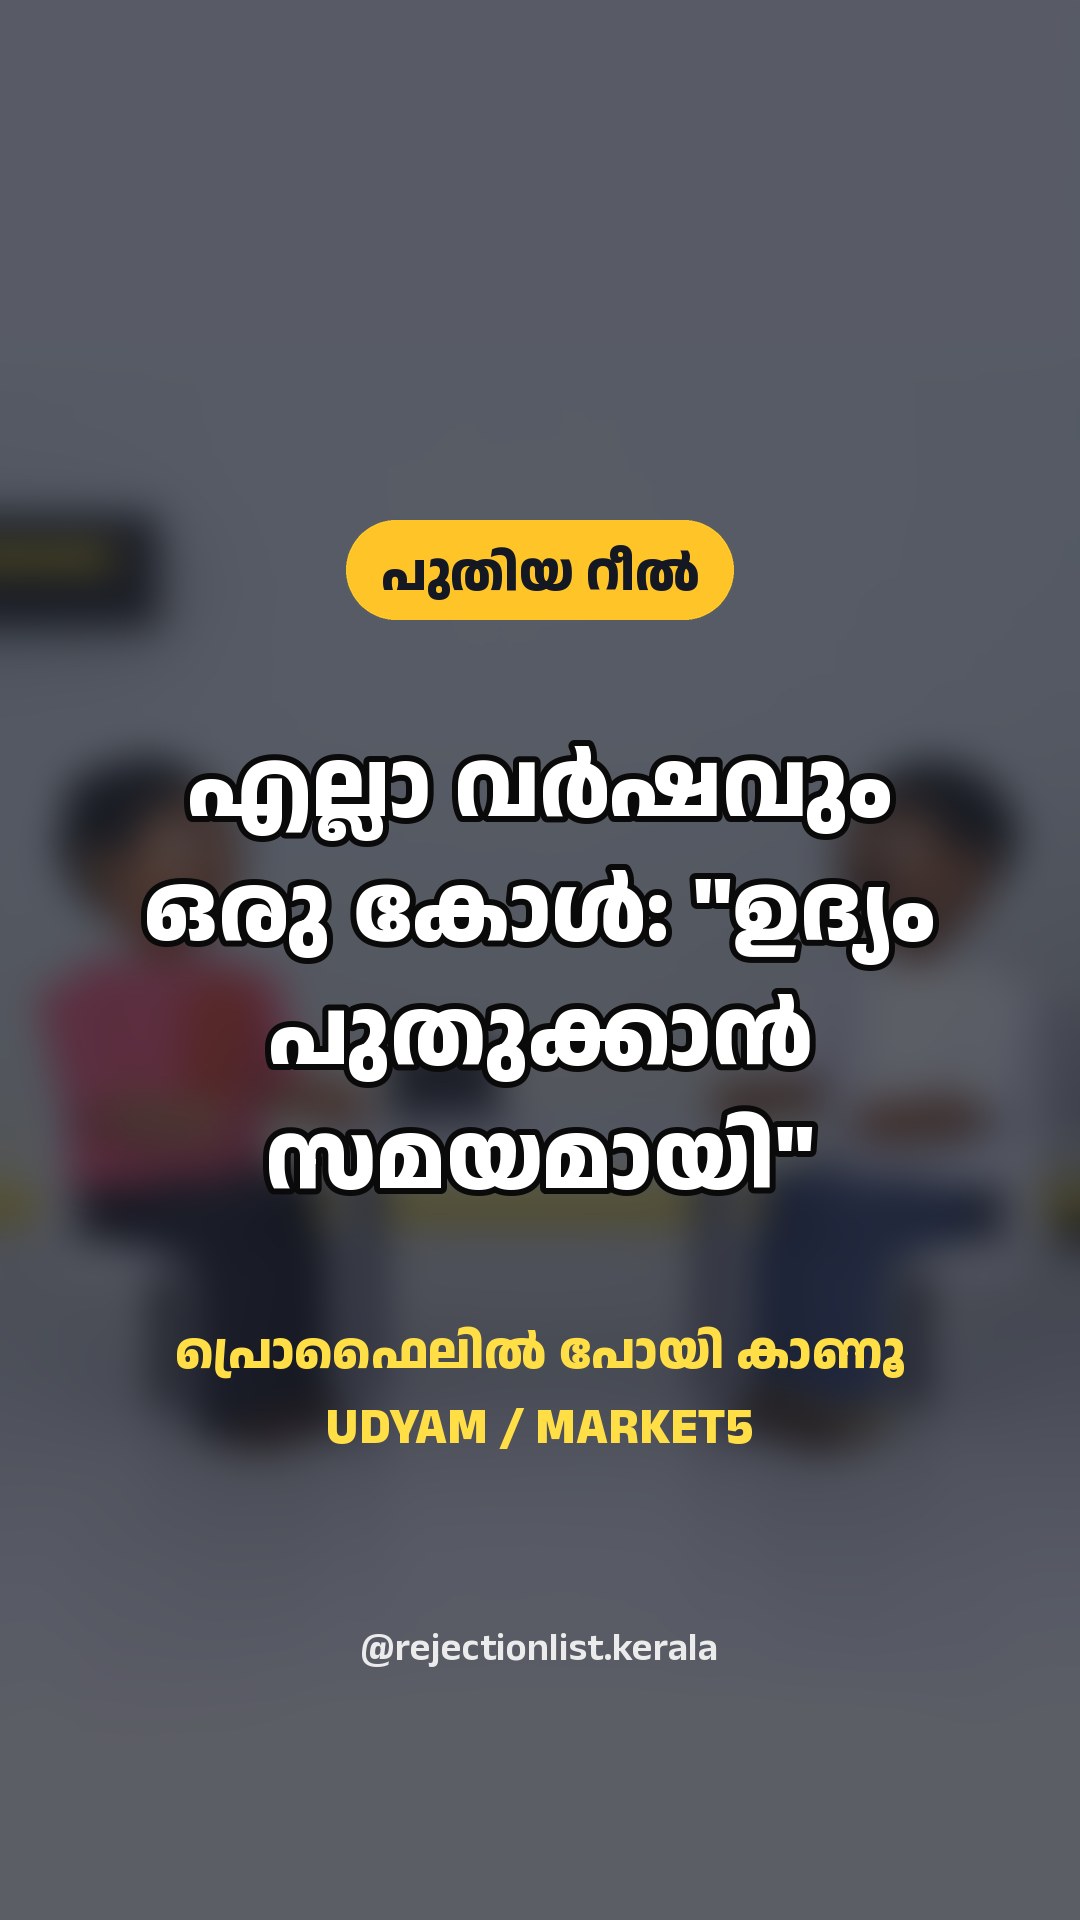 പുതിയ റീൽ
എല്ലാ വർഷവും
ഒരു കോൾ: "ഉദ്യം
പുതുക്കാൻ
സമയമായി"
പ്രൊഫൈലിൽ പോയി കാണൂ
UDYAM / MARKET5
@rejectionlist.kerala